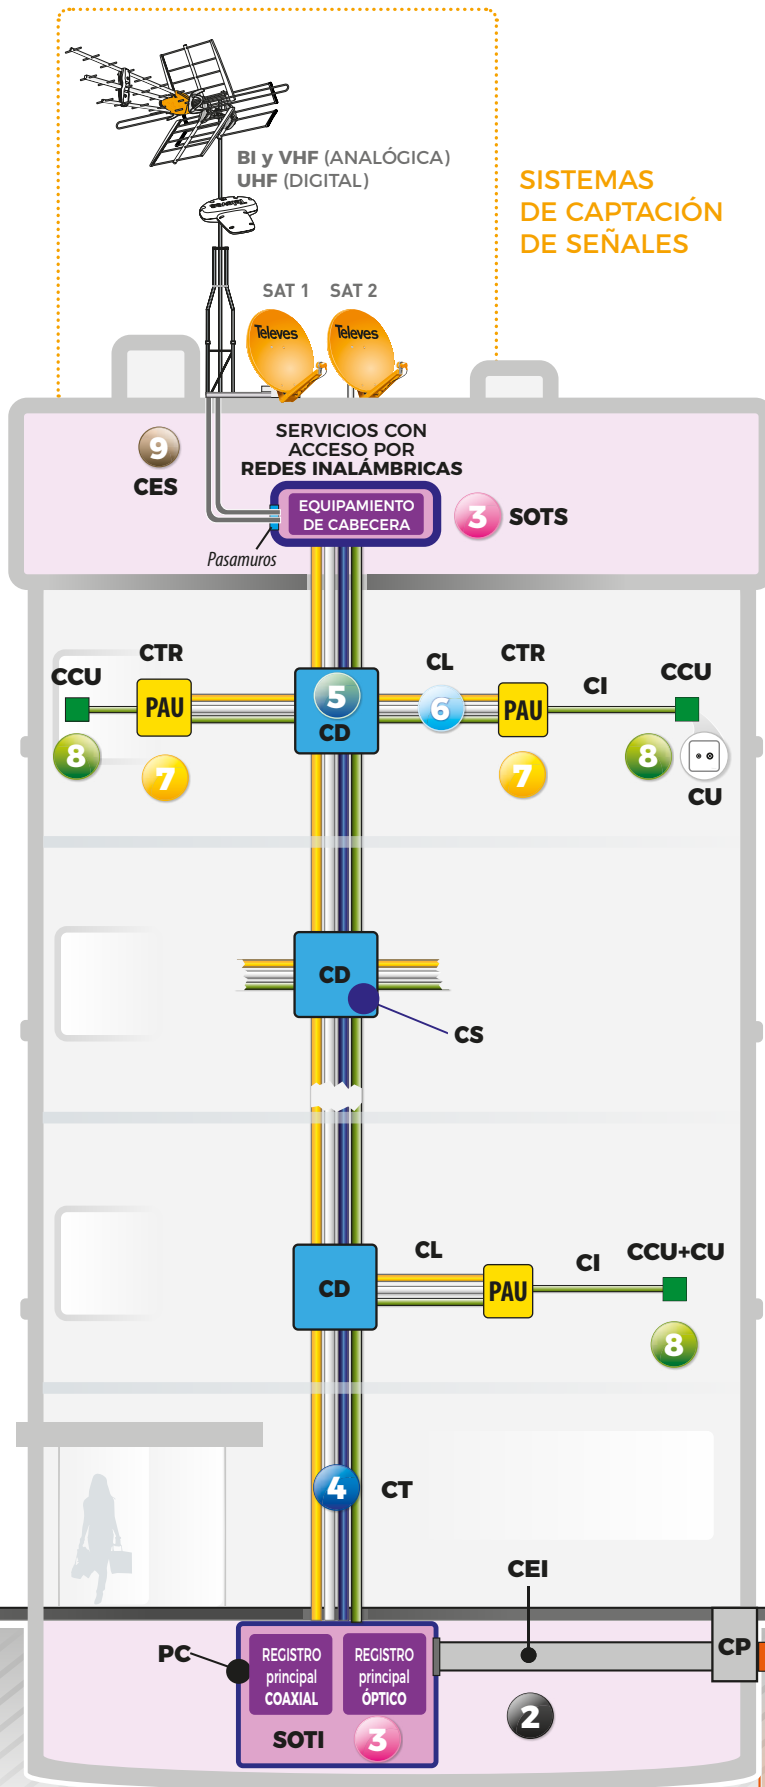 BI y VHF (ANALÓGICA)
UHF (DIGITAL)
SISTEMAS
DE CAPTACIÓN
DE SEÑALES
Televes
SAT 1
SAT 2
Televes
Televes
9
CES
SERVICIOS CON
ACCESO POR
REDES INALÁMBRICAS
EQUIPAMIENTO
DE CABECERA
3
SOTS
Pasamuros
CCU
CTR
PAU
8
7
5
CD
CL
6
CTR
PAU
7
CI
CCU
8
CU
CD
CS
CD
CL
PAU
CI
CCU+CU
8
4
CT
CEI
CP
PC
REGISTRO
principal
COAXIAL
REGISTRO
principal
ÓPTICO
SOTI
3
2